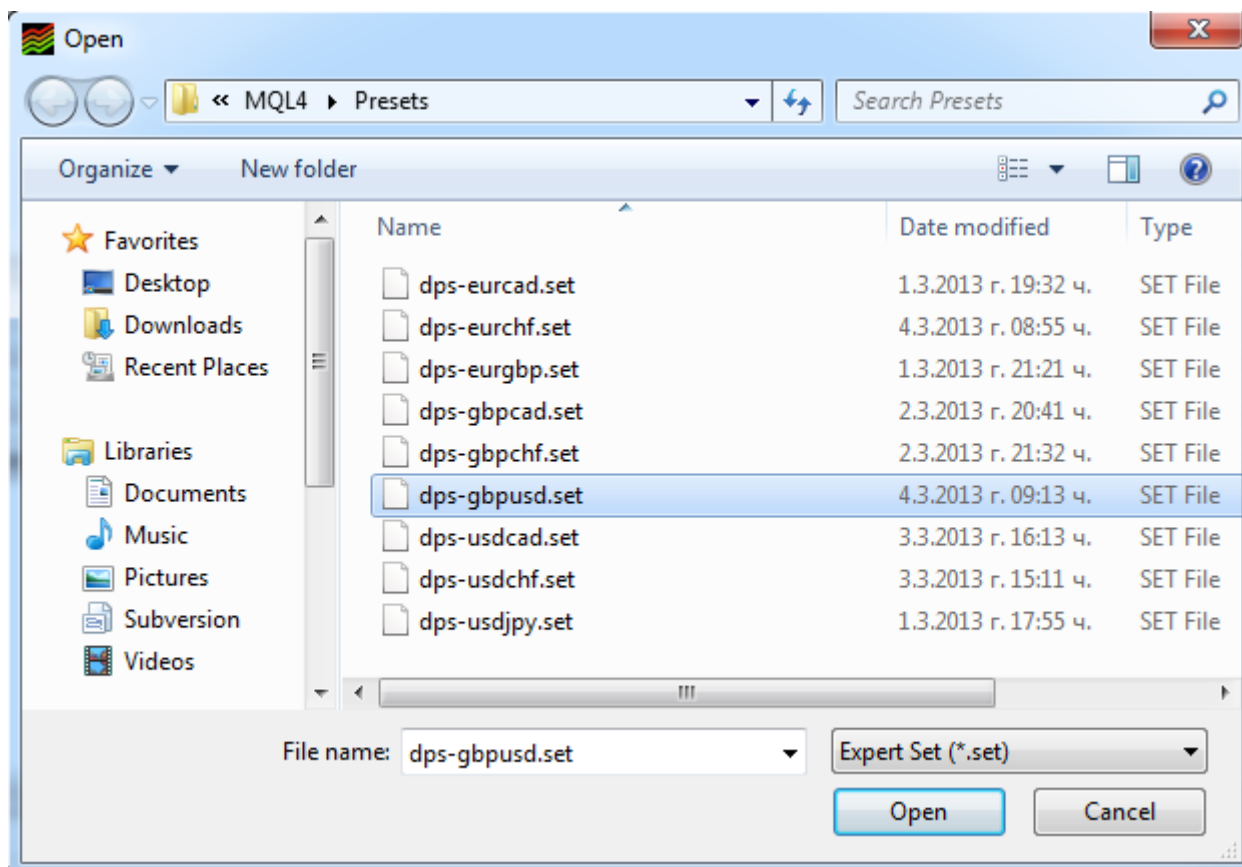 Open
« MQL4 ▸ Presets
Search Presets
Organize New folder
Name Date modified Type
Favorites
Desktop
Downloads
Recent Places
Libraries
Documents
Music
Pictures
Subversion
Videos
dps-eurcad.set 1.3.2013 г. 19:32 ч. SET File
dps-eurchf.set 4.3.2013 г. 08:55 ч. SET File
dps-eurgbp.set 1.3.2013 г. 21:21 ч. SET File
dps-gbpcad.set 2.3.2013 г. 20:41 ч. SET File
dps-gbpchf.set 2.3.2013 г. 21:32 ч. SET File
dps-gbpusd.set 4.3.2013 г. 09:13 ч. SET File
dps-usdcad.set 3.3.2013 г. 16:13 ч. SET File
dps-usdchf.set 3.3.2013 г. 15:11 ч. SET File
dps-usdjpy.set 1.3.2013 г. 17:55 ч. SET File
File name: dps-gbpusd.set Expert Set (*.set)
Open Cancel